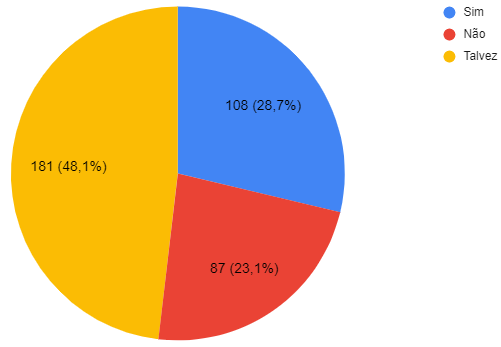 Sim
Não
Talvez
108 (28,7%)
181 (48,1%)
87 (23,1%)